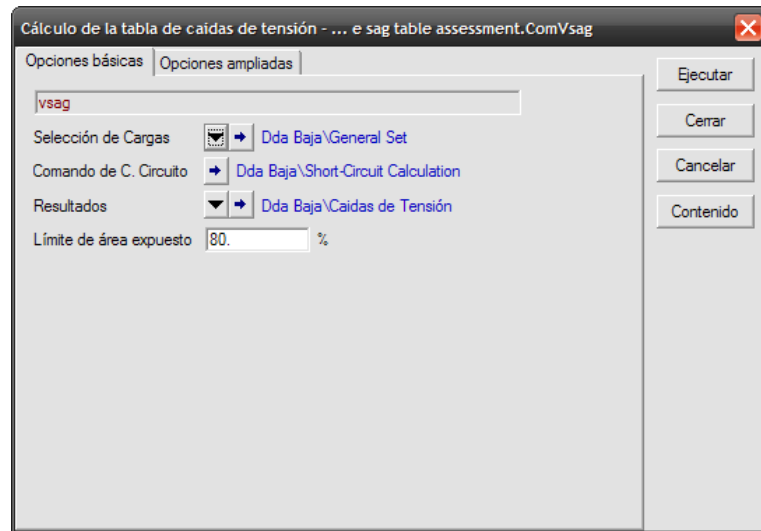 Cálculo de la tabla de caidas de tensión - ... e sag table assessment.ComVsag
Opciones básicas Opciones ampliadas
Ejecutar
vsag
Cerrar
Selección de Cargas Dda Baja\General Set
Comando de C. Circuito Dda Baja\Short-Circuit Calculation
Cancelar
Resultados Dda Baja\Caidas de Tensión
Contenido
Límite de área expuesto 80. %